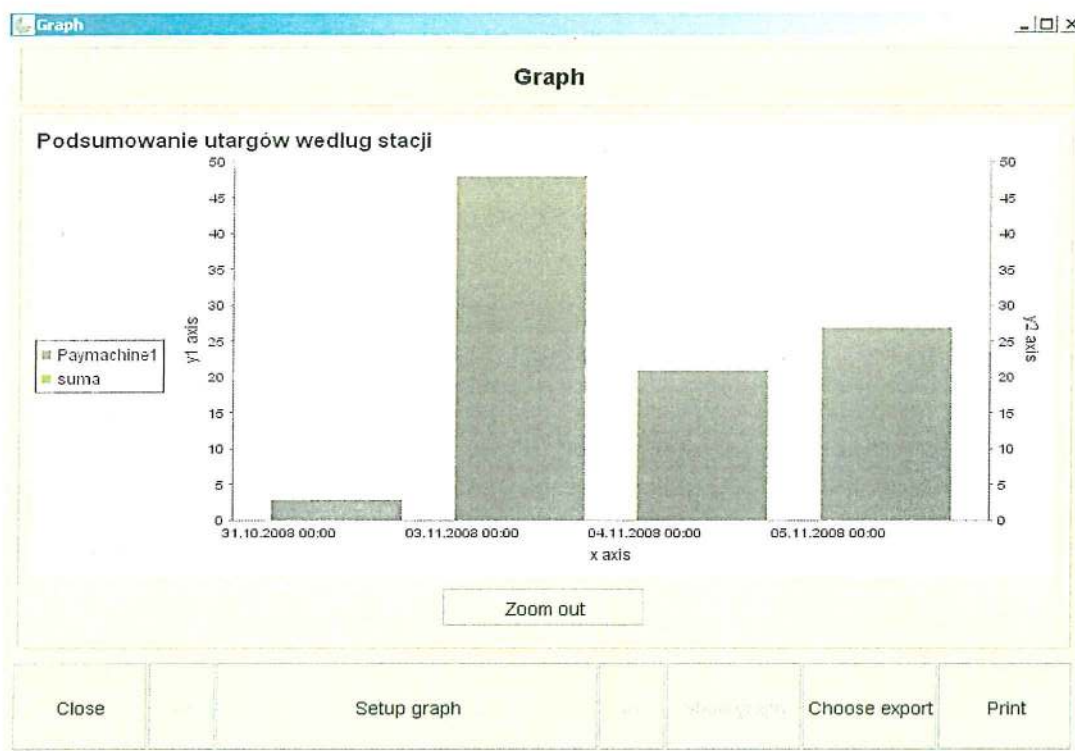 Graph
Graph
Podsumowanie utargów wedlug stacji
50
45
40
35
30
25
20
15
10
5
0
y1 axis
50
45
40
35
30
25
20
15
10
5
0
y2 axis
Paymachine1
suma
31.10.2008 00:00
03.11.2008 00:00
04.11.2008 00:00
05.11.2008 00:00
x axis
Zoom out
Close
Setup graph
Choose export
Print